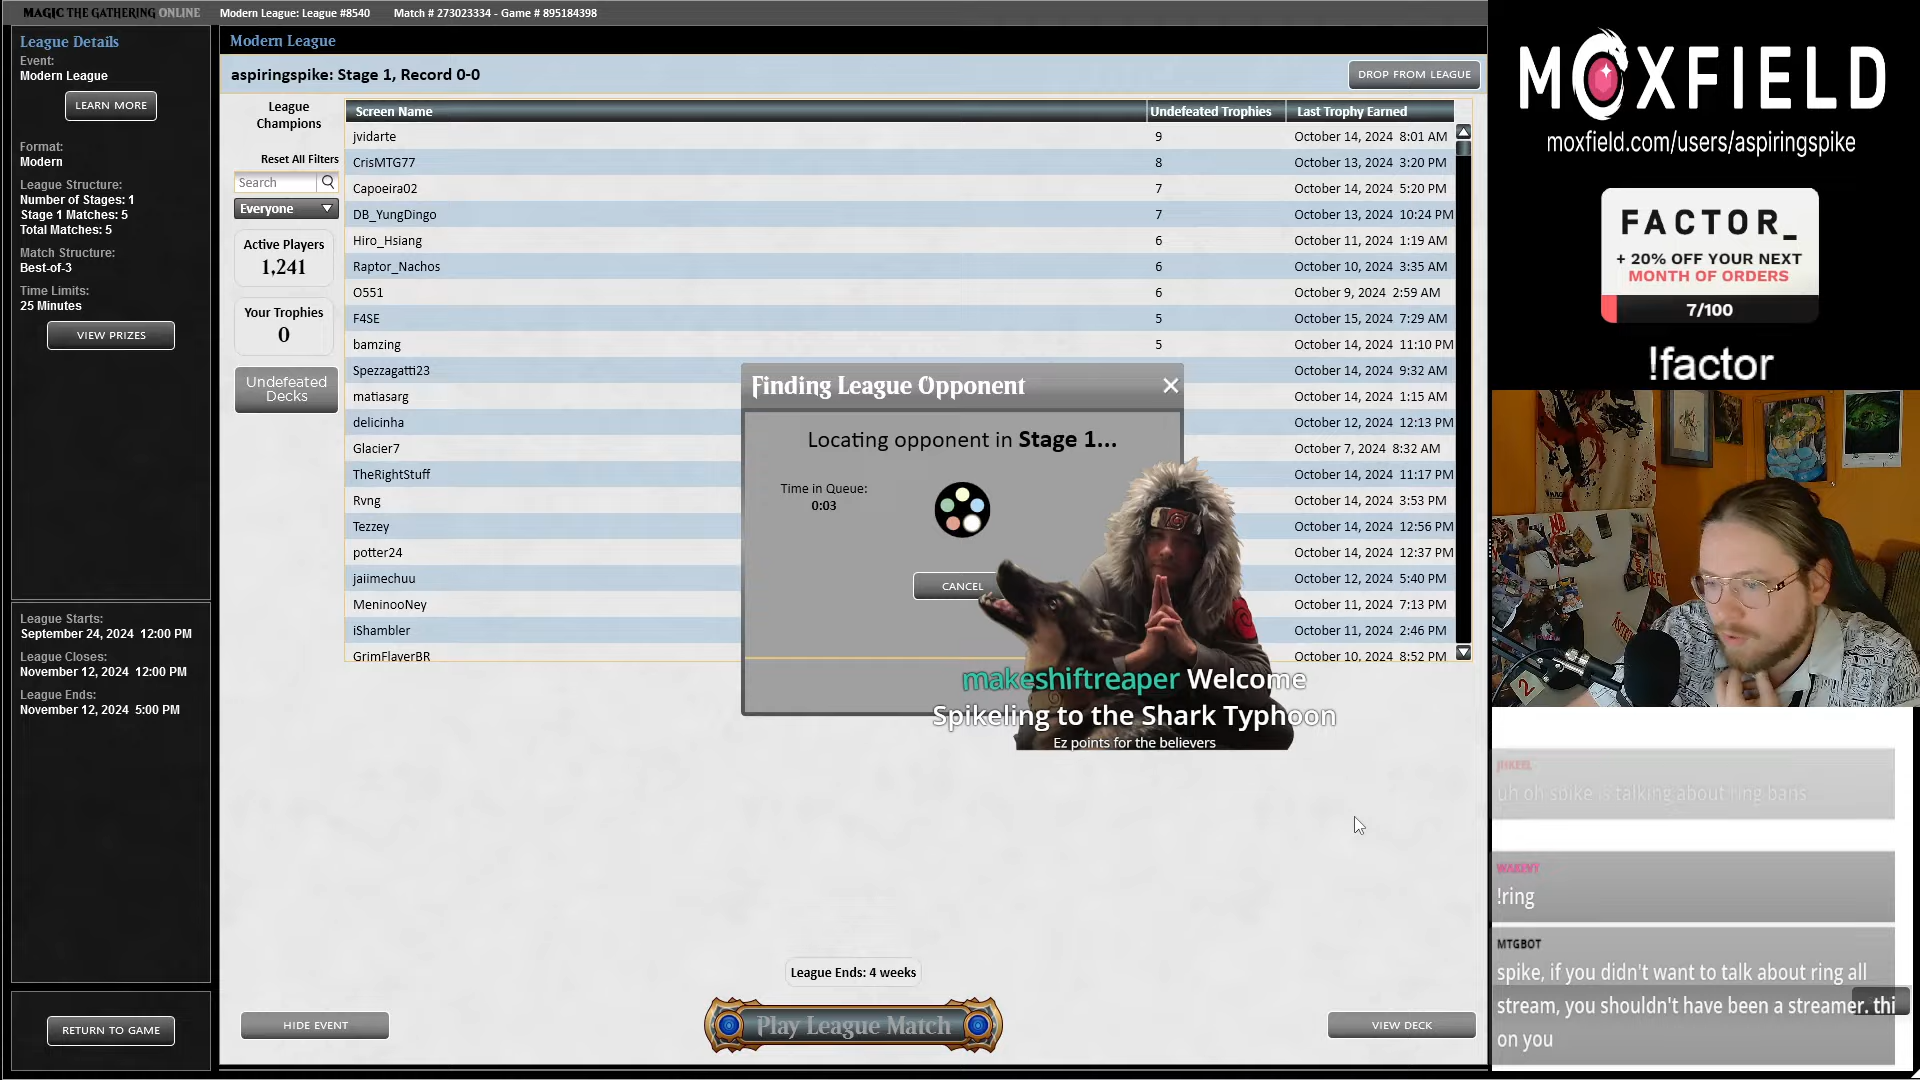 MAGIC THE GATHERING ONLINE
Modern League: League #8540
Match # 273023334 - Game # 895184398
League Details
Event:
Modern League
LEARN MORE
Format:
Modern
League Structure:
Number of Stages: 1
Stage 1 Matches: 5
Total Matches: 5
Match Structure:
Best-of-3
Time Limits:
25 Minutes
VIEW PRIZES
League Starts:
September 24, 2024 12:00 PM
League Closes:
November 12, 2024 12:00 PM
League Ends:
November 12, 2024 5:00 PM
RETURN TO GAME
Modern League
aspiringspike: Stage 1, Record 0-0
DROP FROM LEAGUE
League
Champions
Reset All Filters
Search
Everyone
Active Players
1,241
Your Trophies
0
Undefeated
Decks
Screen Name Undefeated Trophies Last Trophy Earned
jvidarte 9 October 14, 2024 8:01 AM
CrisMTG77 8 October 13, 2024 3:20 PM
Capoeira02 7 October 14, 2024 5:20 PM
DB_YungDingo 7 October 13, 2024 10:24 PM
Hiro_Hsiang 6 October 11, 2024 1:19 AM
Raptor_Nachos 6 October 10, 2024 3:35 AM
O551 6 October 9, 2024 2:59 AM
F4SE 5 October 15, 2024 7:29 AM
bamzing 5 October 14, 2024 11:10 PM
Spezzagatti23 October 14, 2024 9:32 AM
matiasarg October 14, 2024 1:15 AM
delicinha October 12, 2024 12:13 PM
Glacier7 October 7, 2024 8:32 AM
TheRightStuff October 14, 2024 11:17 PM
Rvng October 14, 2024 3:53 PM
Tezzey October 14, 2024 12:56 PM
potter24 October 14, 2024 12:37 PM
jaiimechuu October 12, 2024 5:40 PM
MeninooNey October 11, 2024 7:13 PM
iShambler October 11, 2024 2:46 PM
GrimFlayerBR October 10, 2024 8:52 PM
Finding League Opponent
Locating opponent in Stage 1...
Time in Queue:
0:03
CANCEL
makeshiftreaper Welcome
Spikeling to the Shark Typhoon
Ez points for the believers
League Ends: 4 weeks
HIDE EVENT
Play League Match
VIEW DECK
MOXFIELD
moxfield.com/users/aspiringspike
FACTOR_
+ 20% OFF YOUR NEXT
MONTH OF ORDERS
7/100
!factor
2
uh oh spike is talking about ring bans
WAKEVY
!ring
MTGBOT
spike, if you didn't want to talk about ring all
stream, you shouldn't have been a streamer. thi
on you